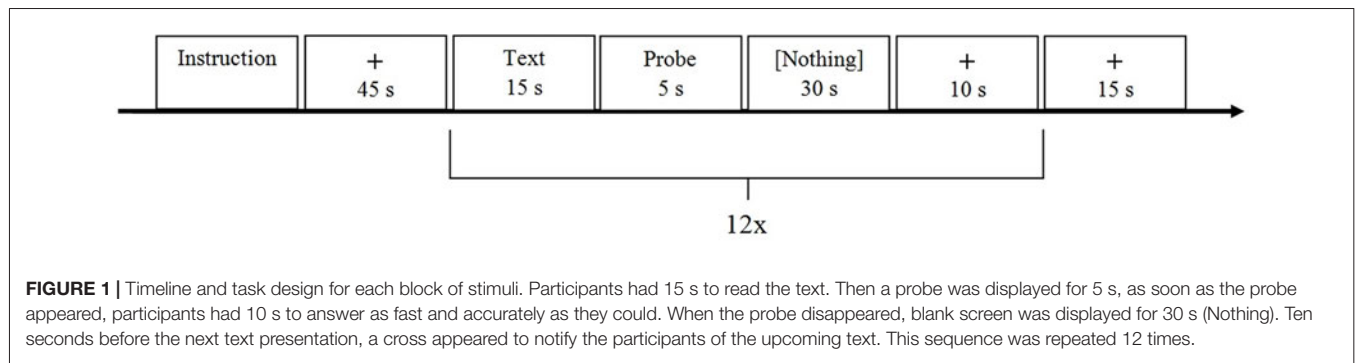 Instruction
+
45 s
Text
15 s
Probe
5 s
[Nothing]
30 s
+
10 s
+
15 s
12x
FIGURE 1 | Timeline and task design for each block of stimuli. Participants had 15 s to read the text. Then a probe was displayed for 5 s, as soon as the probe
appeared, participants had 10 s to answer as fast and accurately as they could. When the probe disappeared, blank screen was displayed for 30 s (Nothing). Ten
seconds before the next text presentation, a cross appeared to notify the participants of the upcoming text. This sequence was repeated 12 times.